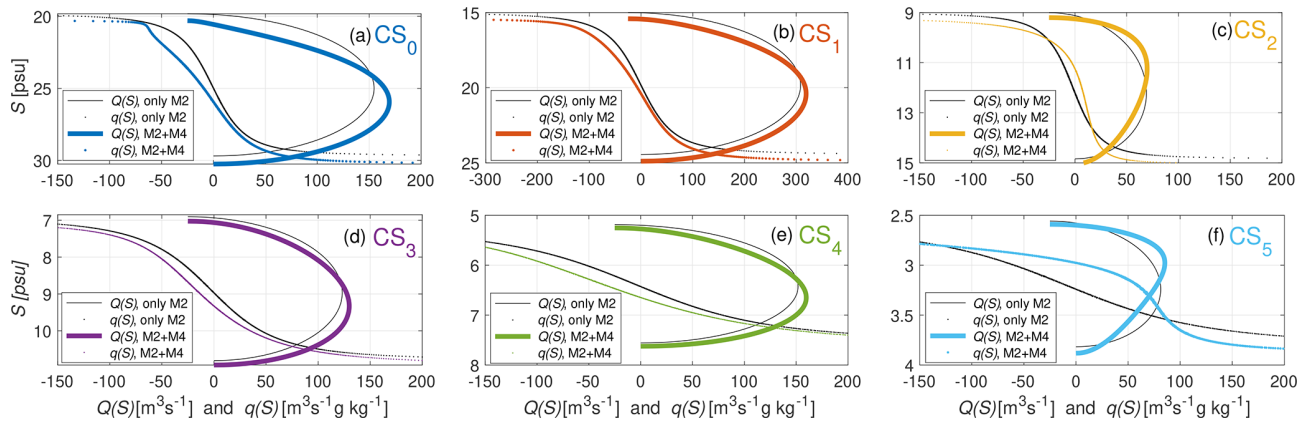 20
25
30
S [psu]
(a) CS0
Q(S), only M2
q(S), only M2
Q(S), M2+M4
q(S), M2+M4
-150 -100 -50 0 50 100 150 200
15
20
25
(b) CS1
Q(S), only M2
q(S), only M2
Q(S), M2+M4
q(S), M2+M4
-300 -200 -100 0 100 200 300 400
9
11
13
15
(c) CS2
Q(S), only M2
q(S), only M2
Q(S), M2+M4
q(S), M2+M4
-150 -100 -50 0 50 100 150 200
7
8
9
10
S [psu]
(d) CS3
Q(S), only M2
q(S), only M2
Q(S), M2+M4
q(S), M2+M4
-150 -100 -50 0 50 100 150 200
Q(S) [m³s⁻¹] and q(S) [m³s⁻¹g kg⁻¹]
4
5
6
7
8
(e) CS4
Q(S), only M2
q(S), only M2
Q(S), M2+M4
q(S), M2+M4
-150 -100 -50 0 50 100 150 200
Q(S) [m³s⁻¹] and q(S) [m³s⁻¹g kg⁻¹]
2.5
3
3.5
4
(f) CS5
Q(S), only M2
q(S), only M2
Q(S), M2+M4
q(S), M2+M4
-150 -100 -50 0 50 100 150 200
Q(S) [m³s⁻¹] and q(S) [m³s⁻¹g kg⁻¹]